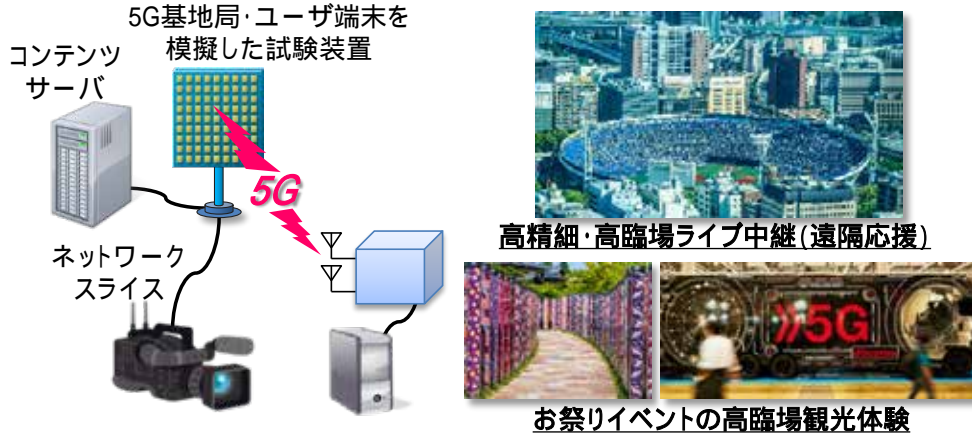 5G基地局・ユーザ端末を
模擬した試験装置
コンテンツ
サーバ
5G
ネットワーク
スライス
高精細・高臨場ライブ中継(遠隔応援)
5G
お祭りイベントの高臨場観光体験